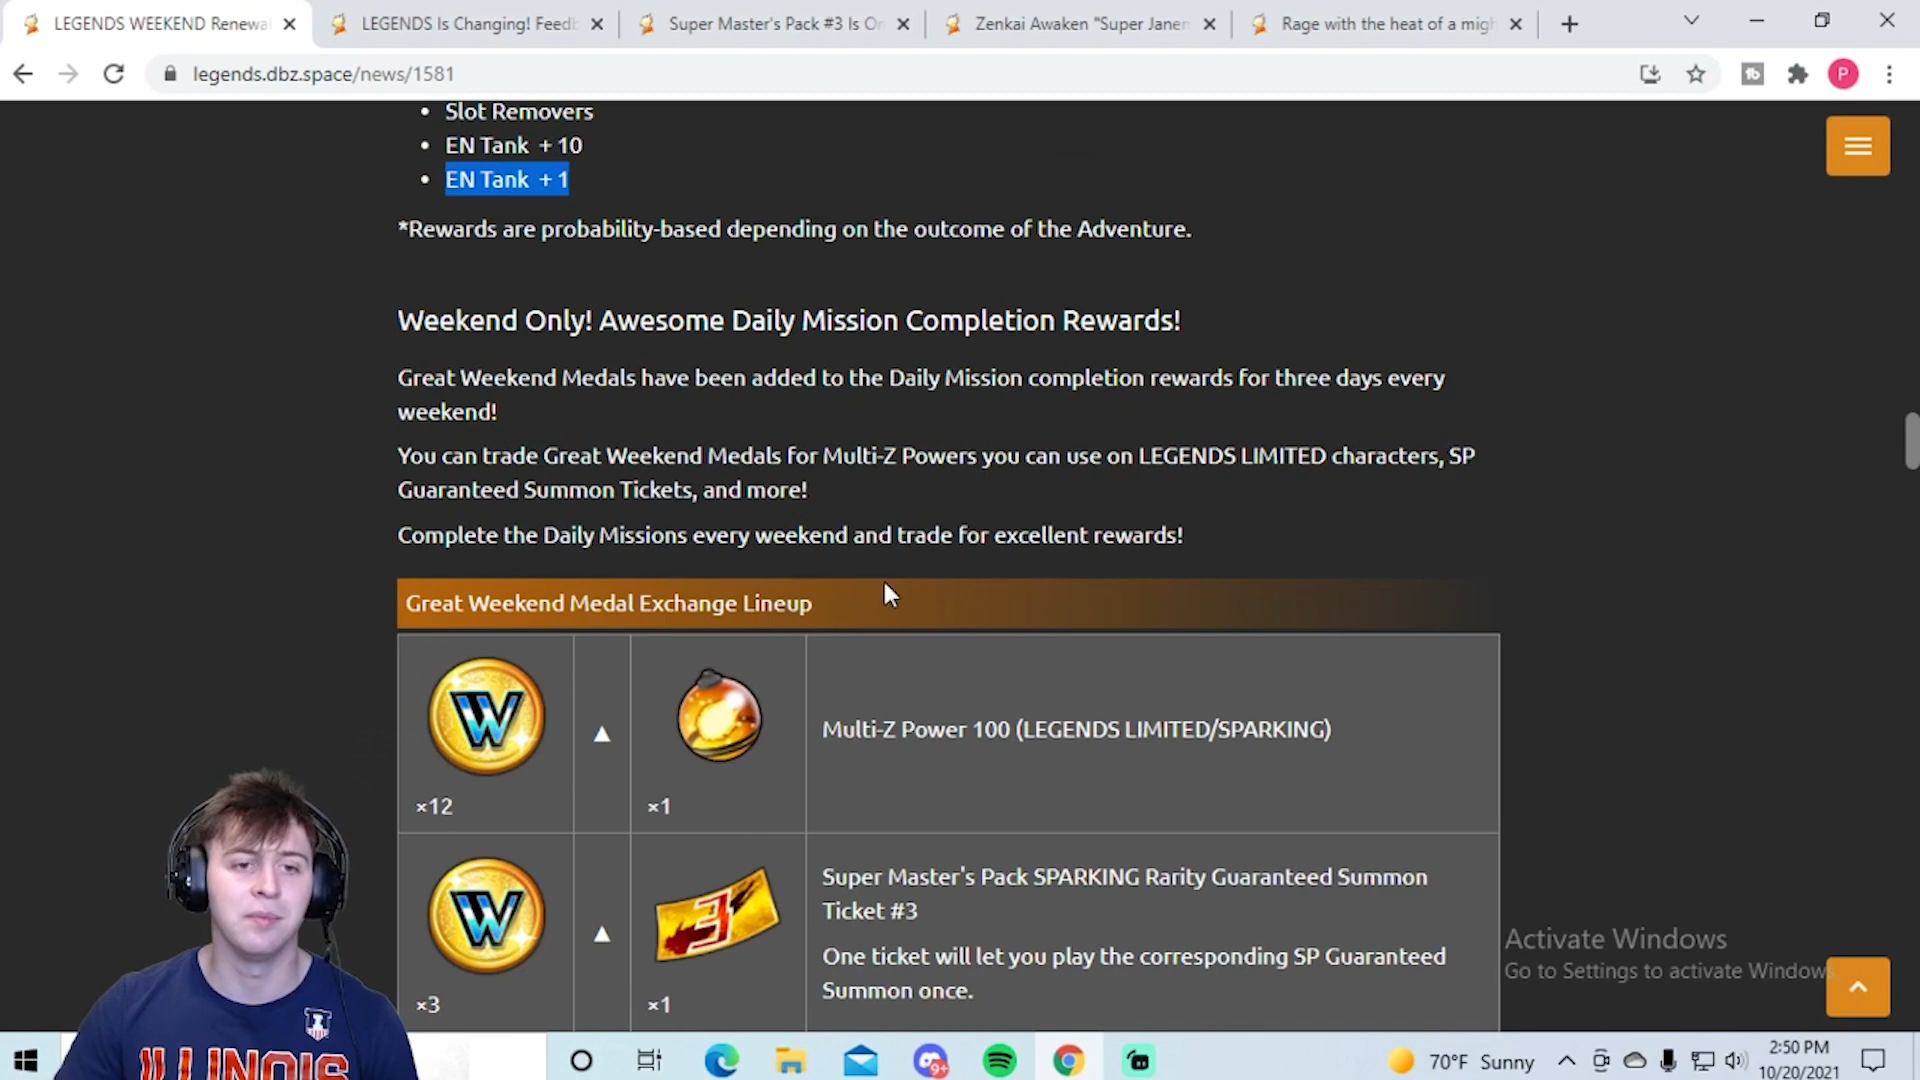 LEGENDS WEEKEND Renewa
LEGENDS Is Changing! Feedb
Super Master's Pack #3 Is On
Zenkai Awaken "Super Janem
Rage with the heat of a migh
legends.dbz.space/news/1581
P
• Slot Removers
• EN Tank + 10
• EN Tank + 1
*Rewards are probability-based depending on the outcome of the Adventure.
Weekend Only! Awesome Daily Mission Completion Rewards!
Great Weekend Medals have been added to the Daily Mission completion rewards for three days every
weekend!
You can trade Great Weekend Medals for Multi-Z Powers you can use on LEGENDS LIMITED characters, SP
Guaranteed Summon Tickets, and more!
Complete the Daily Missions every weekend and trade for excellent rewards!
Great Weekend Medal Exchange Lineup
W
×12
▲
×1
Multi-Z Power 100 (LEGENDS LIMITED/SPARKING)
W
×3
▲
3
×1
Super Master's Pack SPARKING Rarity Guaranteed Summon
Ticket #3
One ticket will let you play the corresponding SP Guaranteed
Summon once.
Activate Windows
Go to Settings to activate Windows
ILLINOIS
9+
70°F Sunny
2:50 PM
10/20/2021